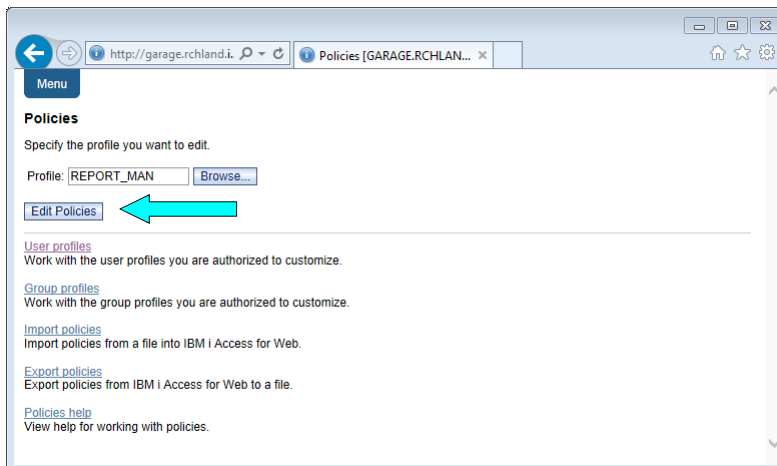 http://garage.rchland.i.
Policies [GARAGE.RCHLAN...
Menu
Policies
Specify the profile you want to edit.
Profile: REPORT_MAN Browse...
Edit Policies
User profiles
Work with the user profiles you are authorized to customize.
Group profiles
Work with the group profiles you are authorized to customize.
Import policies
Import policies from a file into IBM i Access for Web.
Export policies
Export policies from IBM i Access for Web to a file.
Policies help
View help for working with policies.